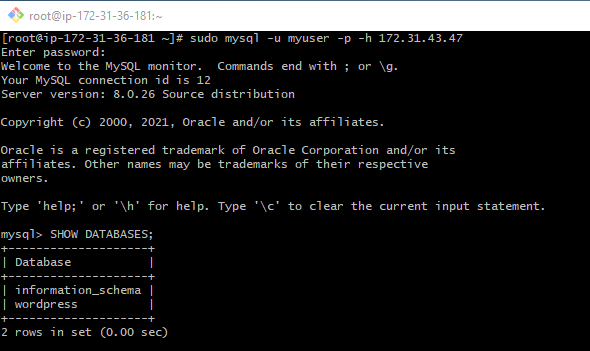 root@ip-172-31-36-181:~
[root@ip-172-31-36-181 ~]# sudo mysql -u myuser -p -h 172.31.43.47
Enter password:
Welcome to the MySQL monitor.  Commands end with ; or \g.
Your MySQL connection id is 12
Server version: 8.0.26 Source distribution

Copyright (c) 2000, 2021, Oracle and/or its affiliates.

Oracle is a registered trademark of Oracle Corporation and/or its
affiliates. Other names may be trademarks of their respective
owners.

Type 'help;' or '\h' for help. Type '\c' to clear the current input statement.

mysql> SHOW DATABASES;
+--------------------+
| Database           |
+--------------------+
| information_schema |
| wordpress          |
+--------------------+
2 rows in set (0.00 sec)